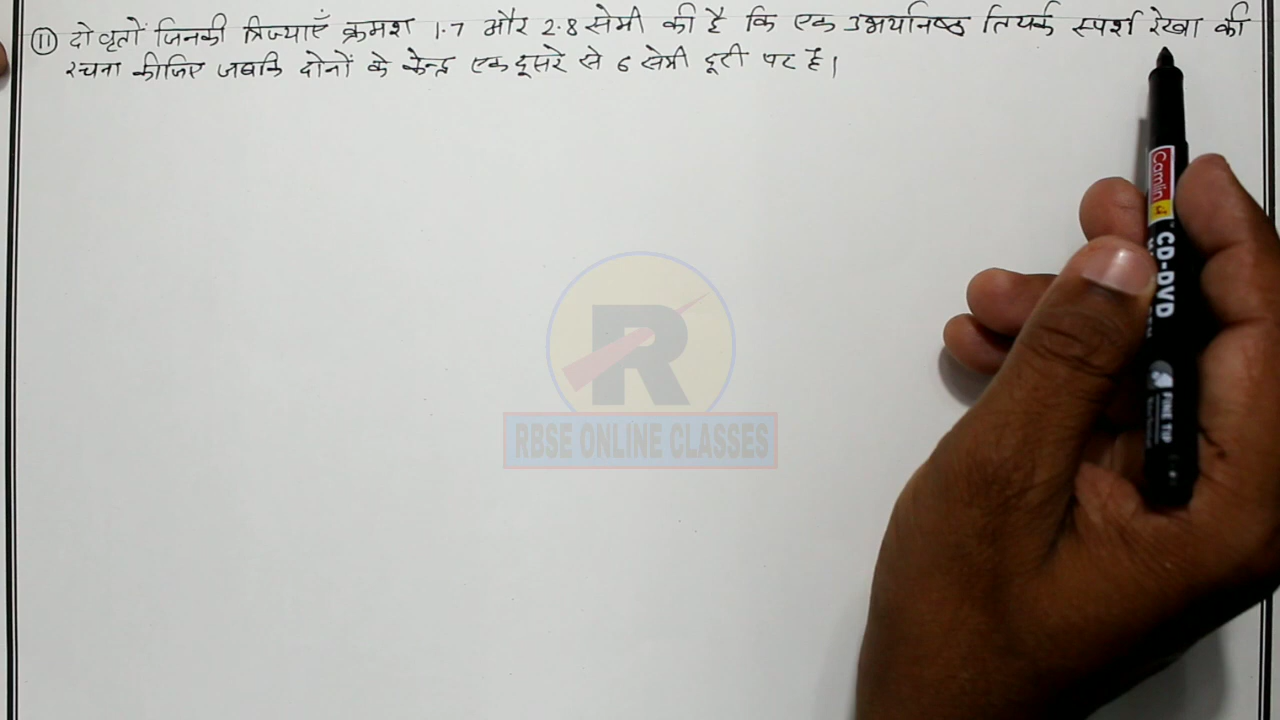 ⑪ दो वृतों जिनकी त्रिज्याएँ क्रमश 1.7 और 2.8 सेमी की है कि एक उभयनिष्ठ तिर्यक स्पर्श रेखा की
रचना कीजिए जबकि दोनों के केन्द्र एक दूसरे से 6 सेमी दूरी पर है।
R
RBSE ONLINE CLASSES
Camlin
CD-DVD
FINE TIP